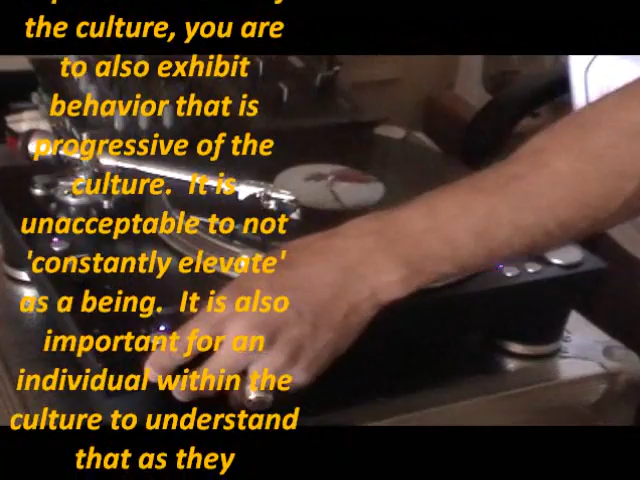 the culture, you are
to also exhibit
behavior that is
progressive of the
culture.  It is
unacceptable to not
'constantly elevate'
as a being.  It is also
important for an
individual within the
culture to understand
that as they